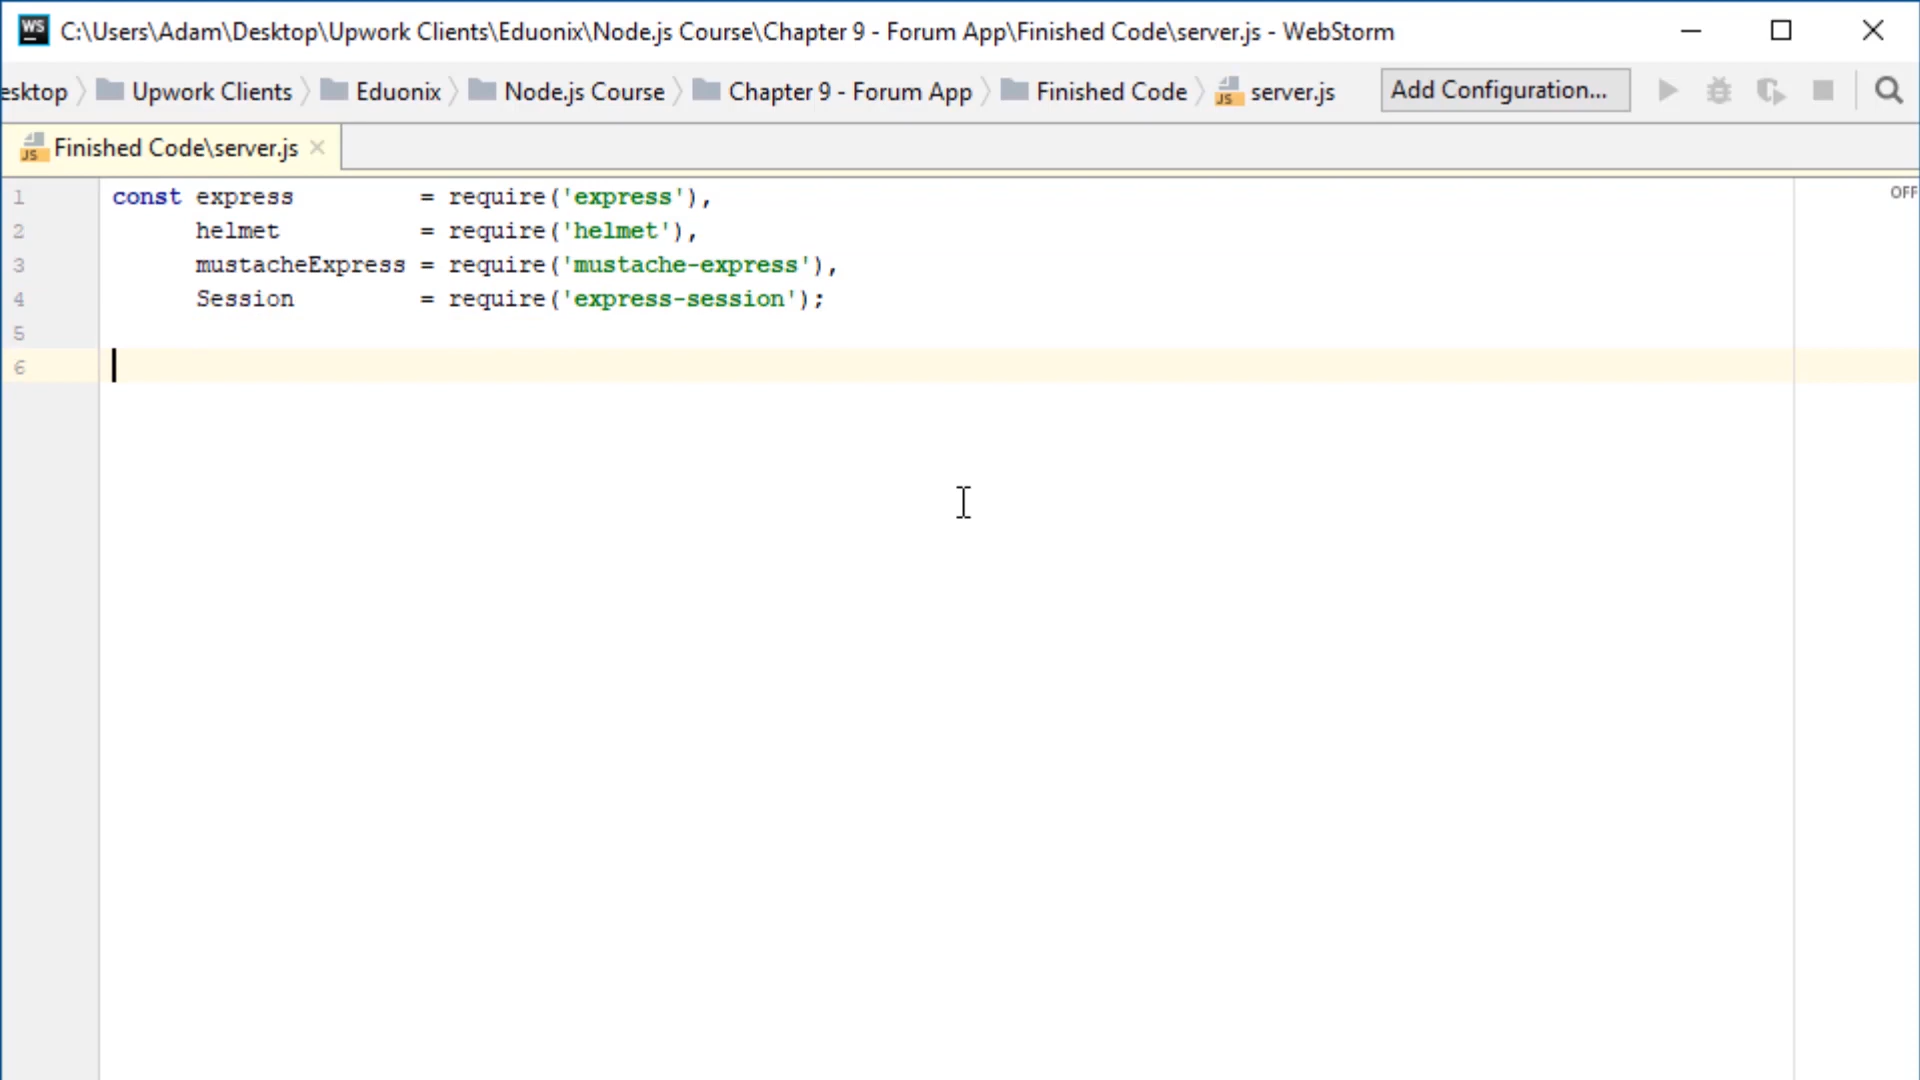 WS C:\Users\Adam\Desktop\Upwork Clients\Eduonix\Node.js Course\Chapter 9 - Forum App\Finished Code\server.js - WebStorm
esktop Upwork Clients Eduonix Node.js Course Chapter 9 - Forum App Finished Code JS server.js Add Configuration...
JS Finished Code\server.js
OFF
1 const express         = require('express'),
2       helmet          = require('helmet'),
3       mustacheExpress = require('mustache-express'),
4       Session         = require('express-session');
5
6